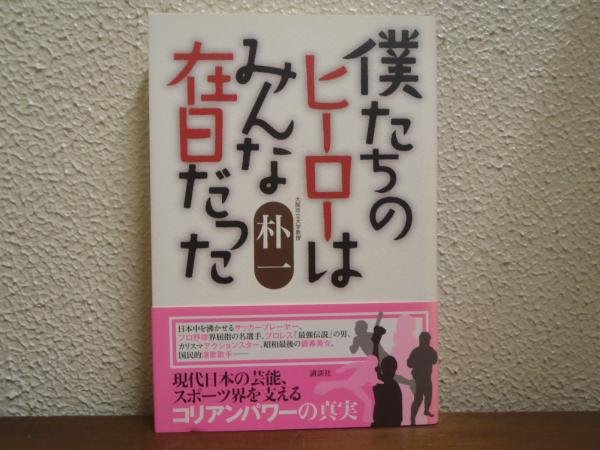 僕たちの
ヒーローは
みんな
在日だった
大阪市立大学教授
朴一
日本中を沸かせるサッカープレーヤー、
プロ野球界屈指の名選手、プロレス「最強伝説」の男、
カリスマアクションスター、昭和最後の銀幕美女、
国民的演歌歌手――
講談社
現代日本の芸能、
スポーツ界を支える
コリアンパワーの真実